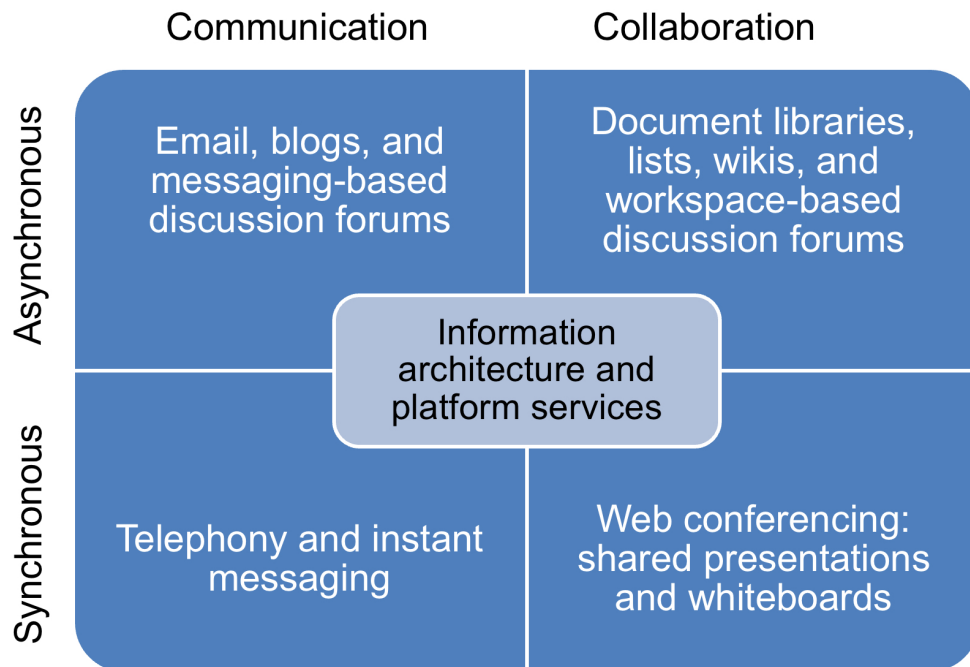 Communication
Collaboration
Asynchronous
Email, blogs, and
messaging-based
discussion forums
Document libraries,
lists, wikis, and
workspace-based
discussion forums
Information
architecture and
platform services
Synchronous
Telephony and instant
messaging
Web conferencing:
shared presentations
and whiteboards